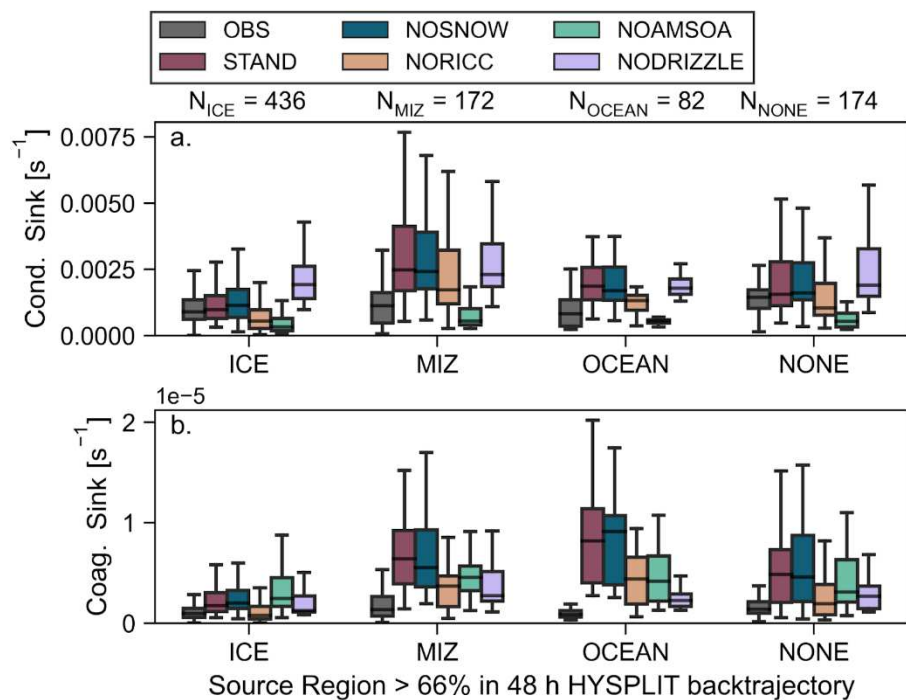 OBS NOSNOW NOAMSOA
STAND NORICC NODRIZZLE
N_ICE = 436 N_MIZ = 172 N_OCEAN = 82 N_NONE = 174
a.
Cond. Sink [s⁻¹]
0.0075
0.0050
0.0025
0.0000
ICE MIZ OCEAN NONE
1e-5
b.
Coag. Sink [s⁻¹]
2
1
0
ICE MIZ OCEAN NONE
Source Region > 66% in 48 h HYSPLIT backtrajectory